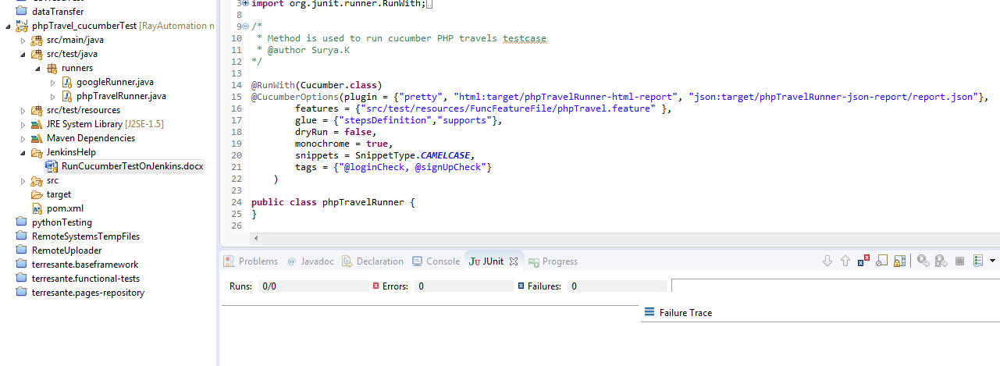 dataTransfer
phpTravel_cucumberTest [RayAutomation n
src/main/java
src/test/java
runners
googleRunner.java
phpTravelRunner.java
src/test/resources
JRE System Library [J2SE-1.5]
Maven Dependencies
JenkinsHelp
RunCucumberTestOnJenkins.docx
src
target
pom.xml
pythonTesting
RemoteSystemsTempFiles
RemoteUploader
terresante.baseframework
terresante.functional-tests
terresante.pages-repository
3 import org.junit.runner.RunWith;
8
9 /*
10 * Method is used to run cucumber PHP travels testcase
11 * @author Surya.K
12 */
13
14 @RunWith(Cucumber.class)
15 @CucumberOptions(plugin = {"pretty", "html:target/phpTravelRunner-html-report", "json:target/phpTravelRunner-json-report/report.json"},
16 features = {"src/test/resources/FuncFeatureFile/phpTravel.feature" },
17 glue = {"stepsDefinition","supports"},
18 dryRun = false,
19 monochrome = true,
20 snippets = SnippetType.CAMELCASE,
21 tags = {"@loginCheck, @signUpCheck"}
22 )
23
24 public class phpTravelRunner {
25 }
26
Problems @ Javadoc Declaration Console JUnit Progress
Runs: 0/0 Errors: 0 Failures: 0
Failure Trace